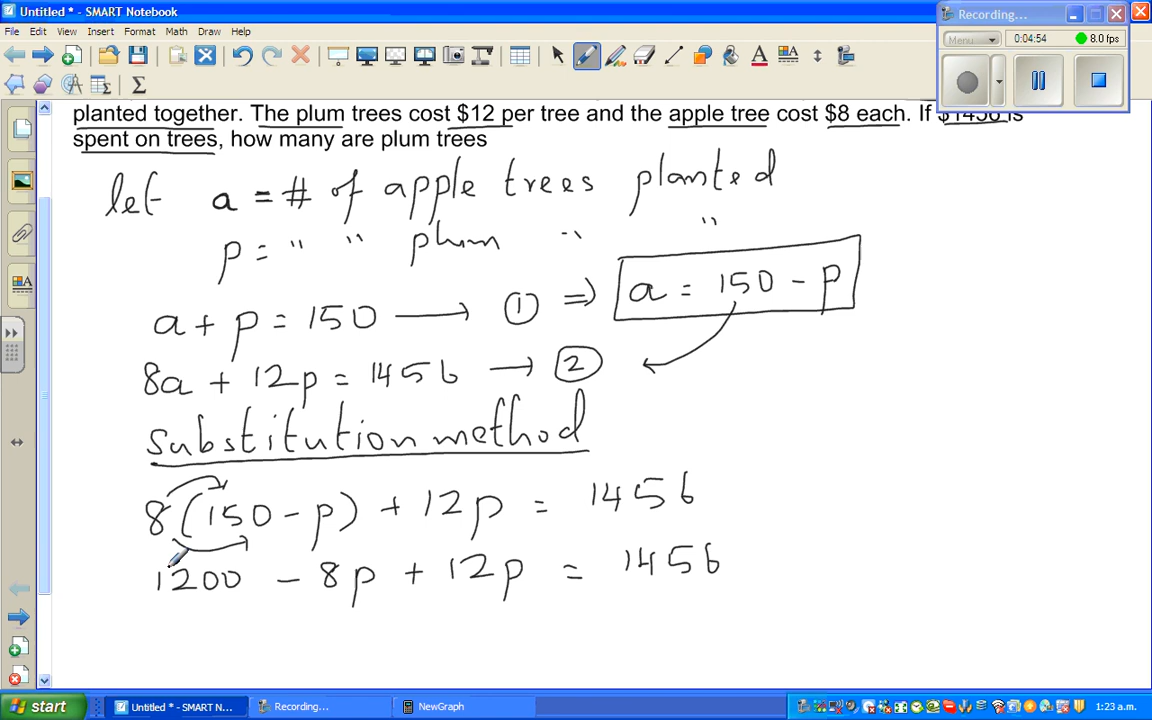 Untitled * - SMART Notebook
Recording...
File Edit View Insert Format Math Draw Help
Menu 0:04:54 8.0 fps
planted together. The plum trees cost $12 per tree and the apple tree cost $8 each. If $1456 is
spent on trees, how many are plum trees
let a = # of apple trees planted
p = " " plum " "
a + p = 150 → ① ⇒ a = 150 - p
8a + 12p = 1456 → ②
Substitution method
8(150 - p) + 12p = 1456
1200 - 8p + 12p = 1456
start Untitled * - SMART N... Recording... NewGraph 1:23 a.m.